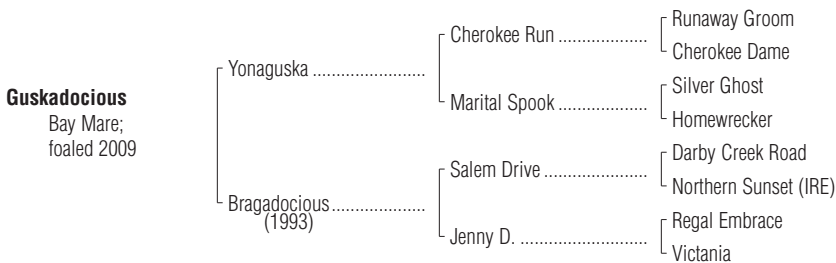 Guskadocious
Bay Mare;
foaled 2009
Yonaguska ........................
Bragadocious....................
(1993)
Cherokee Run ...................
Marital Spook ...................
Salem Drive ......................
Jenny D. ...........................
Runaway Groom
Cherokee Dame
Silver Ghost
Homewrecker
Darby Creek Road
Northern Sunset (IRE)
Regal Embrace
Victania